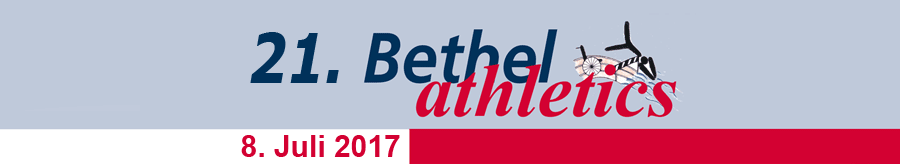 21. Bethel
athletics
8. Juli 2017